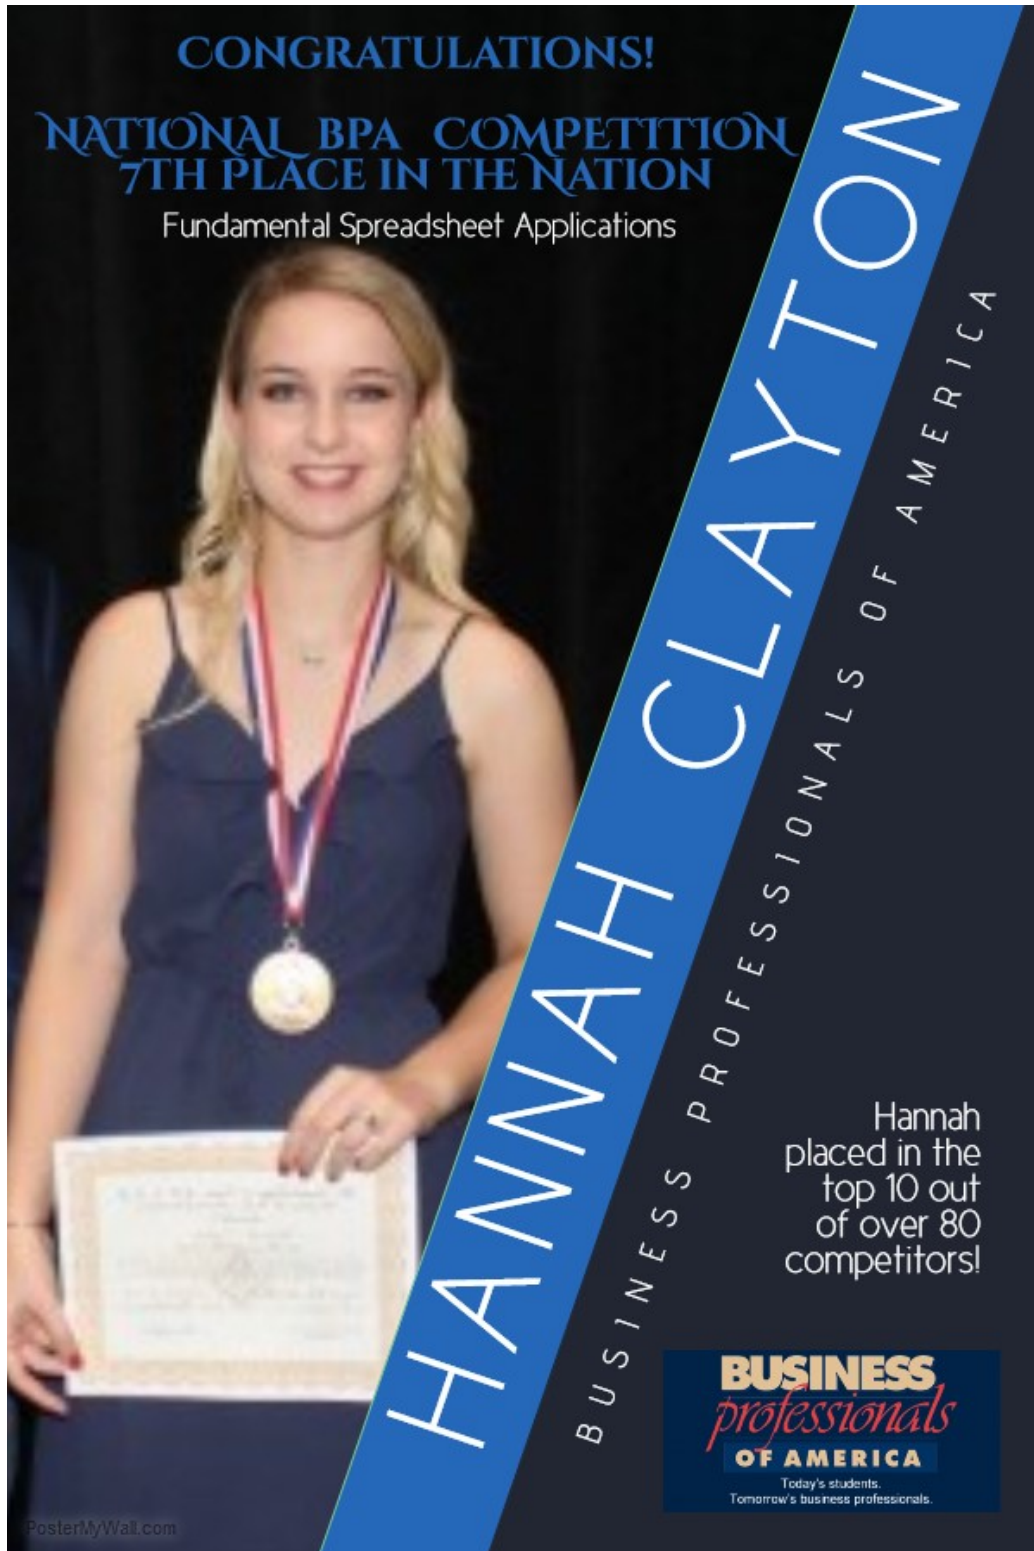 CONGRATULATIONS!
NATIONAL BPA COMPETITION
7TH PLACE IN THE NATION
Fundamental Spreadsheet Applications
HANNAH CLAYTON
BUSINESS PROFESSIONALS OF AMERICA
Hannah
placed in the
top 10 out
of over 80
competitors!
BUSINESS
professionals
OF AMERICA
Today's students.
Tomorrow's business professionals.
PosterMyWall.com